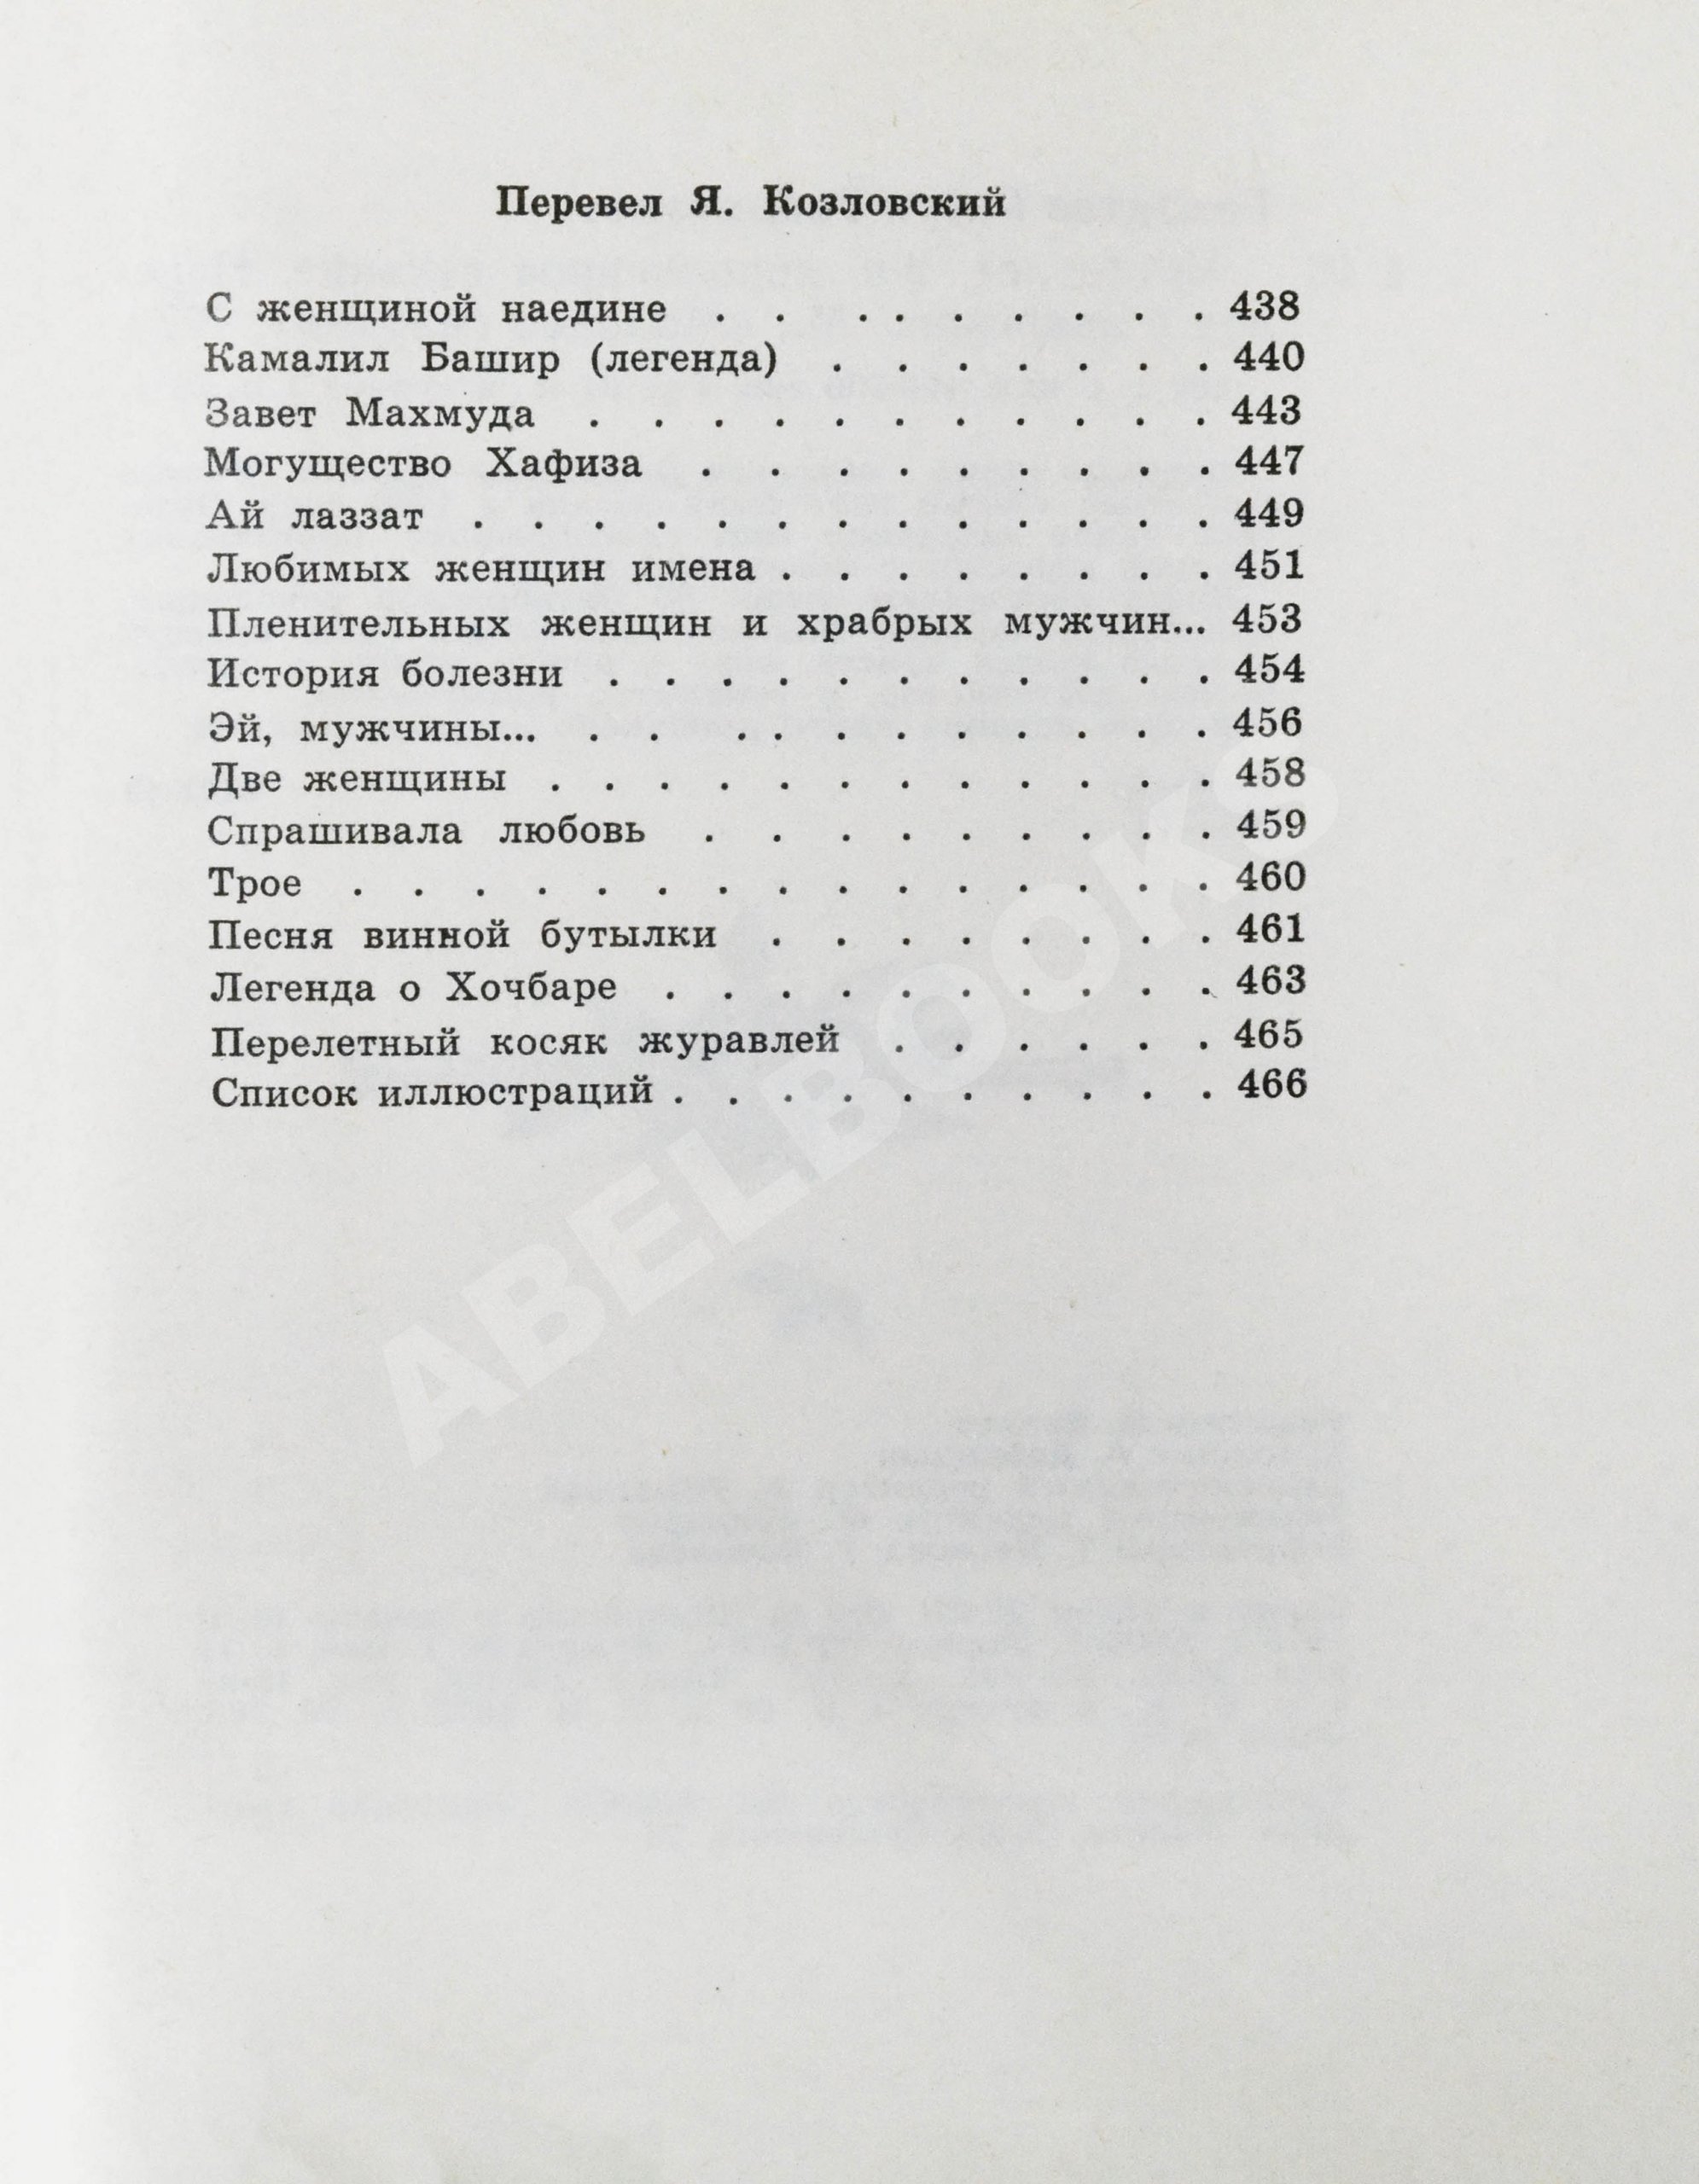 Перевел Я. Козловский
С женщиной наедине . . . . . . . . . . 438
Камалил Башир (легенда) . . . . . . . 440
Завет Махмуда . . . . . . . . . . . 443
Могущество Хафиза . . . . . . . . . 447
Ай лаззат . . . . . . . . . . . . . 449
Любимых женщин имена . . . . . . . . 451
Пленительных женщин и храбрых мужчин... 453
История болезни . . . . . . . . . . . 454
Эй, мужчины... . . . . . . . . . . . . 456
Две женщины . . . . . . . . . . . . 458
Спрашивала любовь . . . . . . . . . 459
Трое . . . . . . . . . . . . . . . 460
Песня винной бутылки . . . . . . . . 461
Легенда о Хочбаре . . . . . . . . . . 463
Перелетный косяк журавлей . . . . . . 465
Список иллюстраций . . . . . . . . . . 466
ABELBOOKS